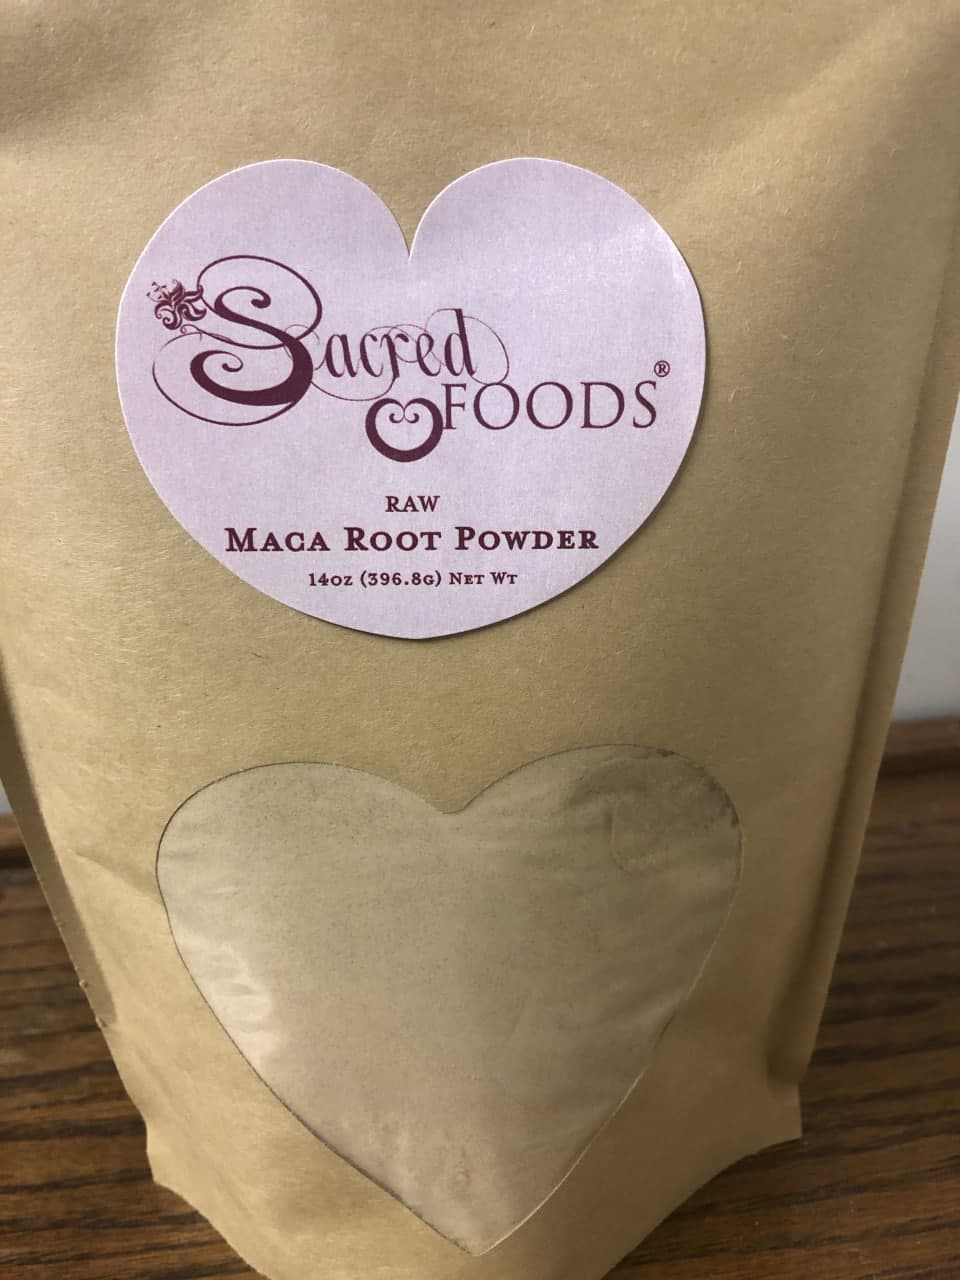 Sacred
FOODS®
RAW
MACA ROOT POWDER
14OZ (396.8G) NET WT